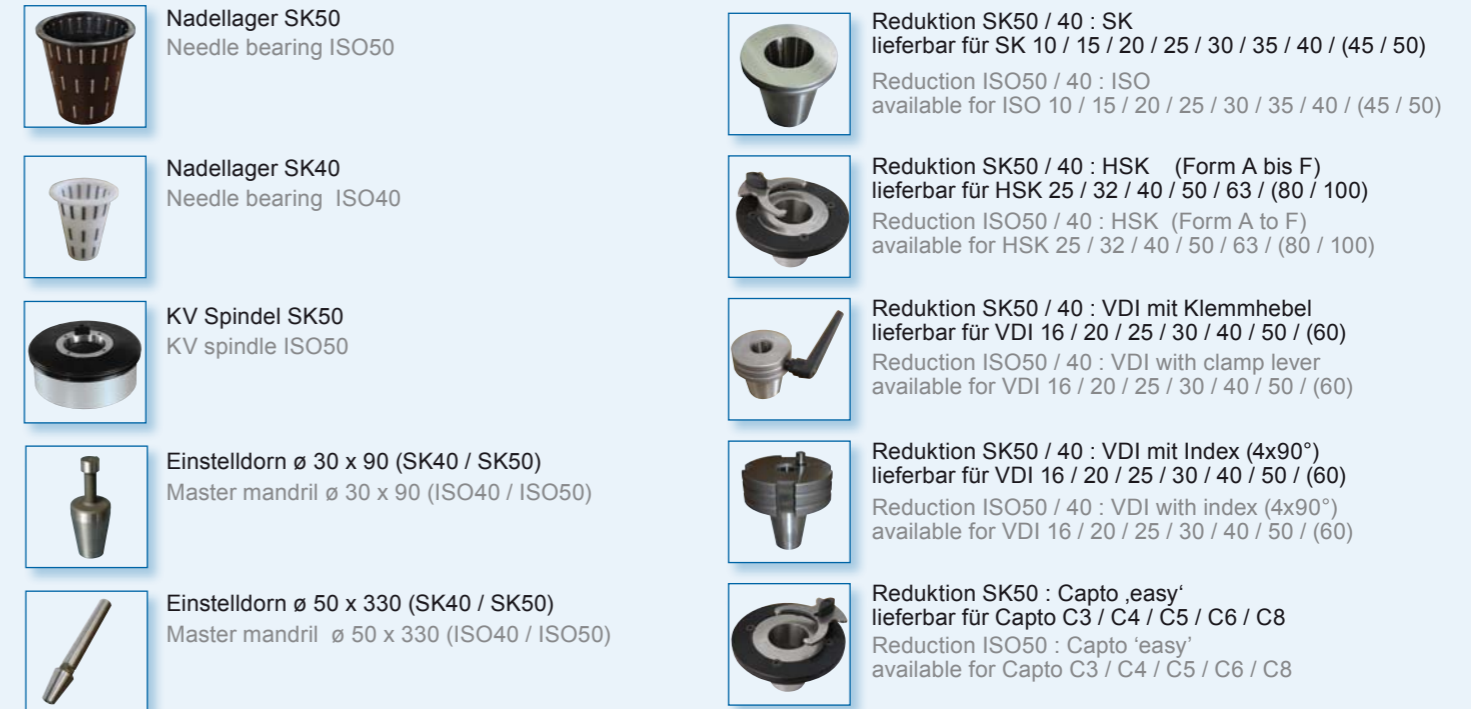 Nadellager SK50
Needle bearing ISO50
Nadellager SK40
Needle bearing  ISO40
KV Spindel SK50
KV spindle ISO50
Einstelldorn ø 30 x 90 (SK40 / SK50)
Master mandril ø 30 x 90 (ISO40 / ISO50)
Einstelldorn ø 50 x 330 (SK40 / SK50)
Master mandril  ø 50 x 330 (ISO40 / ISO50)
Reduktion SK50 / 40 : SK
lieferbar für SK 10 / 15 / 20 / 25 / 30 / 35 / 40 / (45 / 50)
Reduction ISO50 / 40 : ISO
available for ISO 10 / 15 / 20 / 25 / 30 / 35 / 40 / (45 / 50)
Reduktion SK50 / 40 : HSK    (Form A bis F)
lieferbar für HSK 25 / 32 / 40 / 50 / 63 / (80 / 100)
Reduction ISO50 / 40 : HSK  (Form A to F)
available for HSK 25 / 32 / 40 / 50 / 63 / (80 / 100)
Reduktion SK50 / 40 : VDI mit Klemmhebel
lieferbar für VDI 16 / 20 / 25 / 30 / 40 / 50 / (60)
Reduction ISO50 / 40 : VDI with clamp lever
available for VDI 16 / 20 / 25 / 30 / 40 / 50 / (60)
Reduktion SK50 / 40 : VDI mit Index (4x90°)
lieferbar für VDI 16 / 20 / 25 / 30 / 40 / 50 / (60)
Reduction ISO50 / 40 : VDI with index (4x90°)
available for VDI 16 / 20 / 25 / 30 / 40 / 50 / (60)
Reduktion SK50 : Capto ‚easy‘
lieferbar für Capto C3 / C4 / C5 / C6 / C8
Reduction ISO50 : Capto ‘easy’
available for Capto C3 / C4 / C5 / C6 / C8